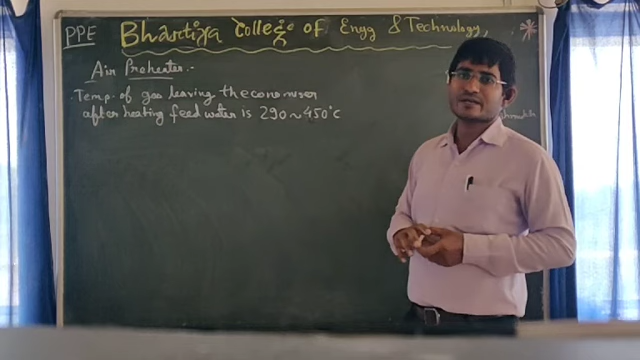 PPE
Bhartiya College of Engg & Technology,
Air Preheater :-
Temp. of gas leaving the economiser
after heating feed water is 290 ~ 450°c